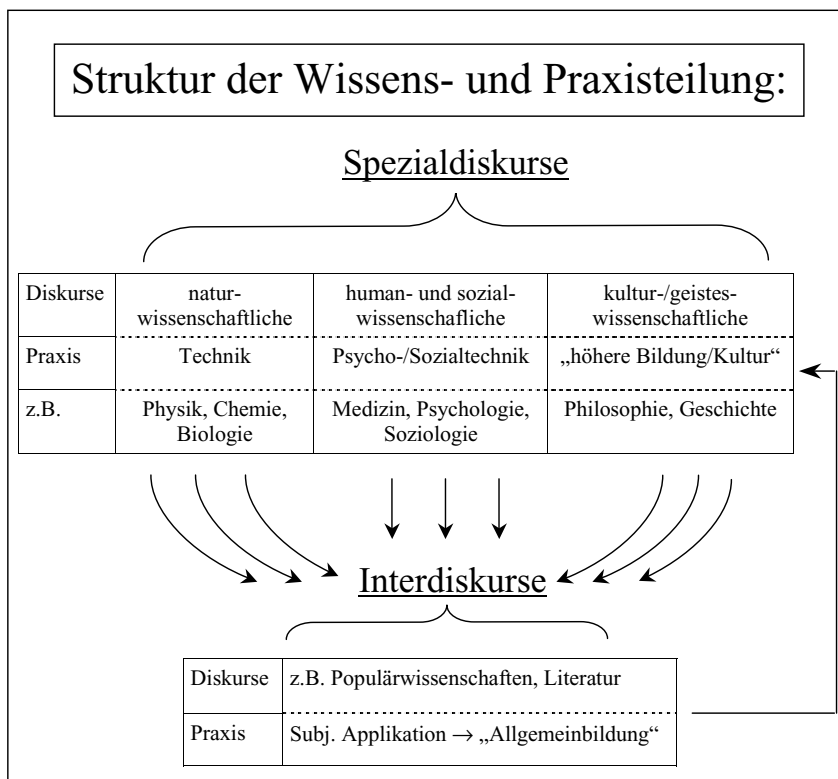 Struktur der Wissens- und Praxisteilung:
Spezialdiskurse
Diskurse
natur-
wissenschaftliche
human- und sozial-
wissenschafliche
kultur-/geistes-
wissenschaftliche
Praxis
Technik
Psycho-/Sozialtechnik
„höhere Bildung/Kultur“
z.B.
Physik, Chemie,
Biologie
Medizin, Psychologie,
Soziologie
Philosophie, Geschichte
Interdiskurse
Diskurse
z.B. Populärwissenschaften, Literatur
Praxis
Subj. Applikation → „Allgemeinbildung“